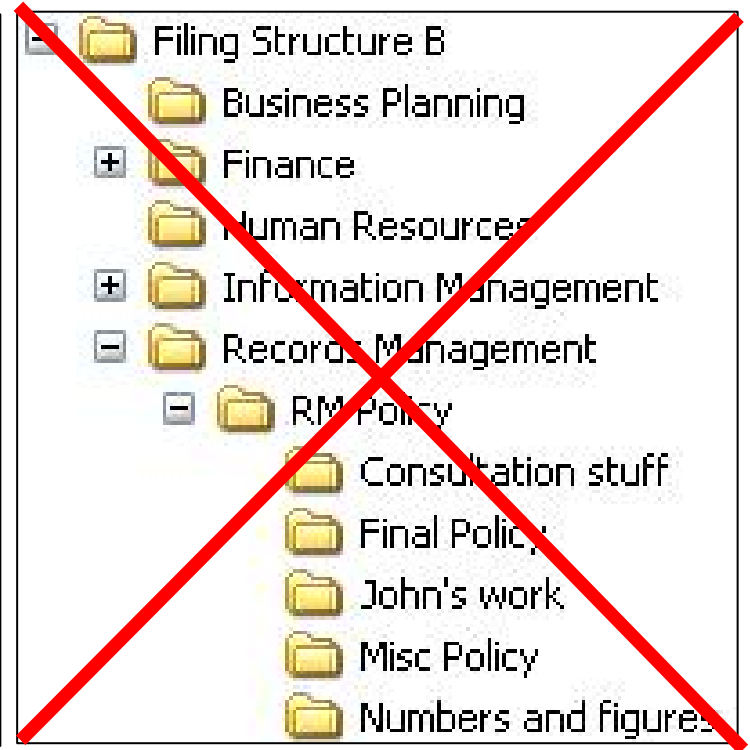 Filing Structure B
Business Planning
Finance
Human Resources
Information Management
Records Management
RM Policy
Consultation stuff
Final Policy
John's work
Misc Policy
Numbers and figures